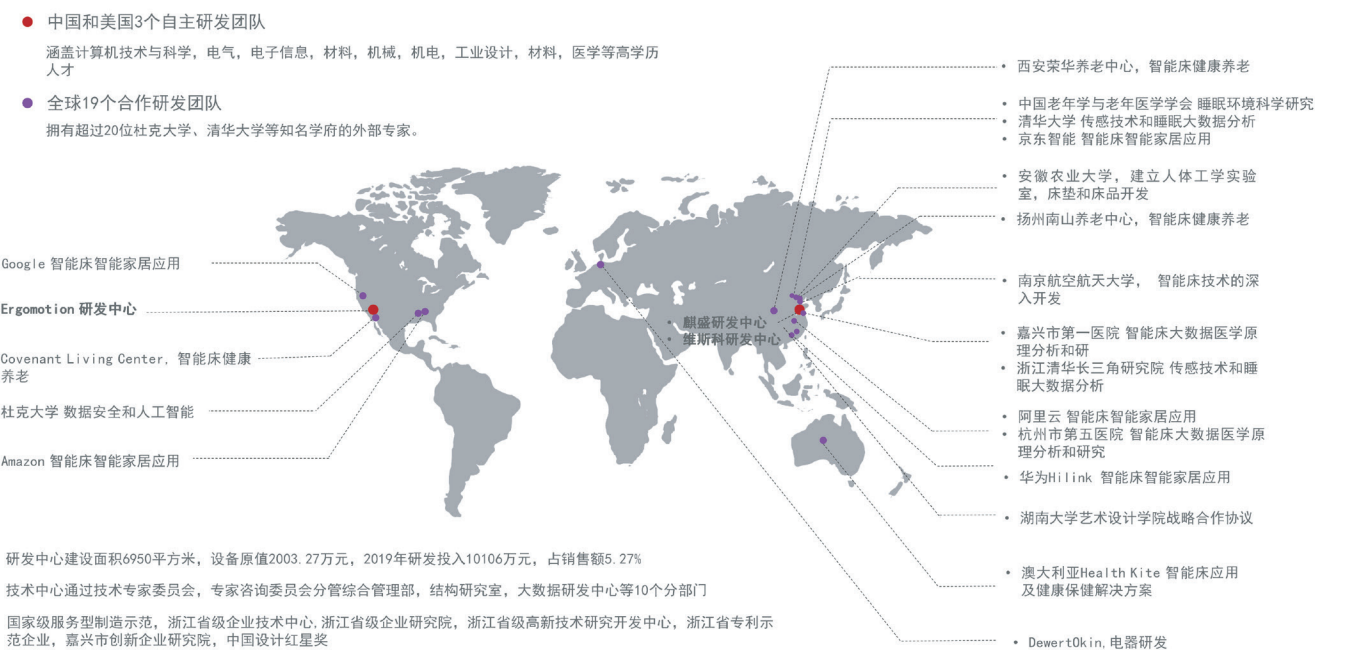 中国和美国3个自主研发团队
涵盖计算机技术与科学，电气，电子信息，材料，机械，机电，工业设计，材料，医学等高学历
人才
全球19个合作研发团队
拥有超过20位杜克大学、清华大学等知名学府的外部专家。
Google 智能床智能家居应用
Ergomotion 研发中心
Covenant Living Center, 智能床健康
养老
杜克大学 数据安全和人工智能
Amazon 智能床智能家居应用
• 麒盛研发中心
• 维斯科研发中心
• 西安荣华养老中心，智能床健康养老
• 中国老年学与老年医学学会 睡眠环境科学研究
• 清华大学 传感技术和睡眠大数据分析
• 京东智能 智能床智能家居应用
• 安徽农业大学，建立人体工学实验
室，床垫和床品开发
• 扬州南山养老中心，智能床健康养老
• 南京航空航天大学， 智能床技术的深
入开发
• 嘉兴市第一医院 智能床大数据医学原
理分析和研
• 浙江清华长三角研究院 传感技术和睡
眠大数据分析
• 阿里云 智能床智能家居应用
• 杭州市第五医院 智能床大数据医学原
理分析和研究
• 华为Hilink 智能床智能家居应用
• 湖南大学艺术设计学院战略合作协议
• 澳大利亚Health Kite 智能床应用
及健康保健解决方案
• DewertOkin,电器研发
研发中心建设面积6950平方米，设备原值2003.27万元，2019年研发投入10106万元，占销售额5.27%
技术中心通过技术专家委员会，专家咨询委员会分管综合管理部，结构研究室，大数据研发中心等10个分部门
国家级服务型制造示范，浙江省级企业技术中心,浙江省级企业研究院，浙江省级高新技术研究开发中心，浙江省专利示
范企业，嘉兴市创新企业研究院，中国设计红星奖